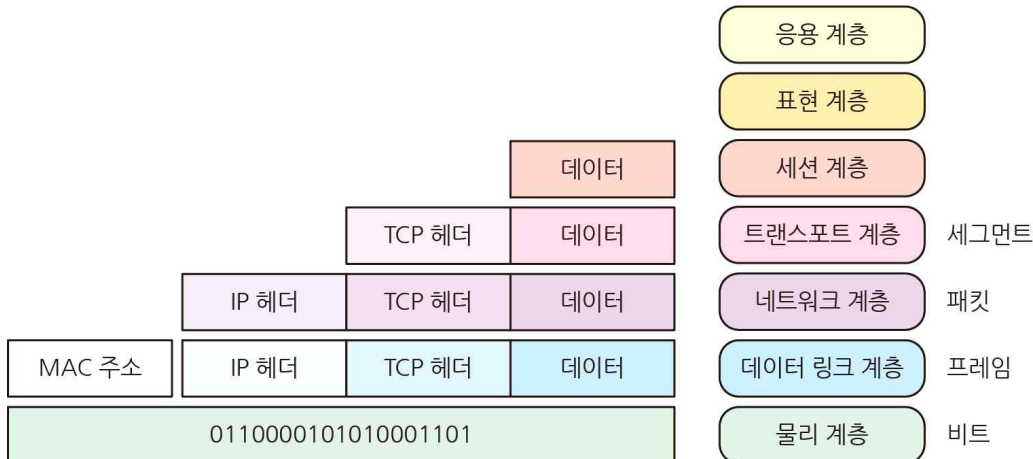 응용 계층
표현 계층
데이터 세션 계층
TCP 헤더 데이터 트랜스포트 계층 세그먼트
IP 헤더 TCP 헤더 데이터 네트워크 계층 패킷
MAC 주소 IP 헤더 TCP 헤더 데이터 데이터 링크 계층 프레임
0110000101010001101 물리 계층 비트